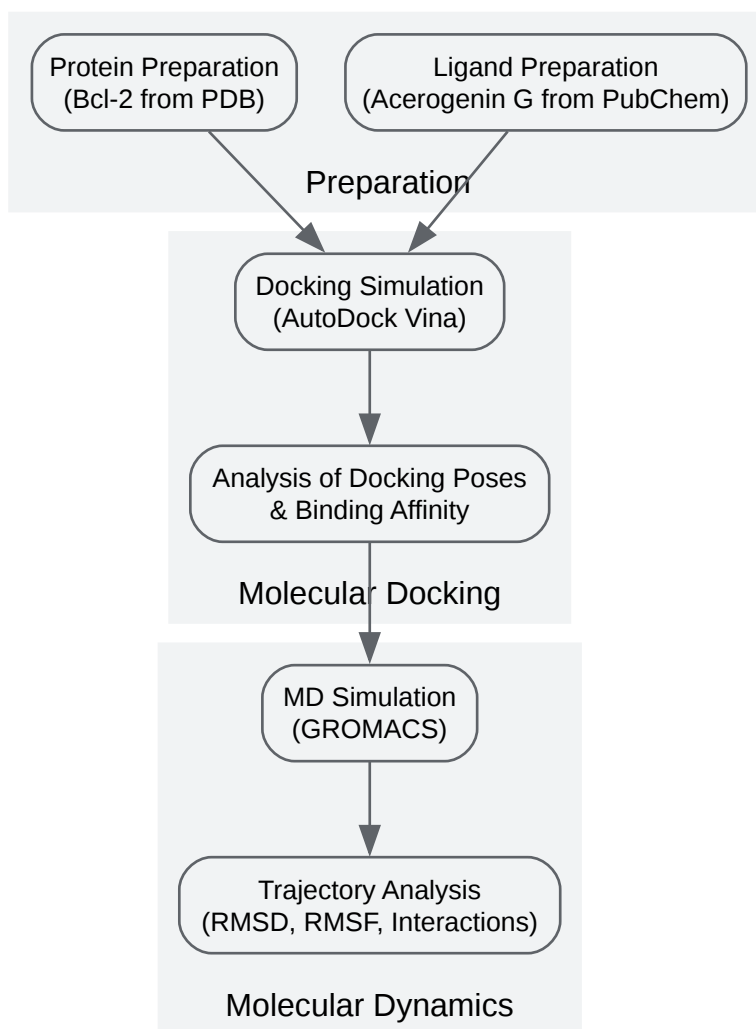 Protein Preparation
(Bcl-2 from PDB)
Ligand Preparation
(Acerogenin G from PubChem)
Preparation
Docking Simulation
(AutoDock Vina)
Analysis of Docking Poses
& Binding Affinity
Molecular Docking
MD Simulation
(GROMACS)
Trajectory Analysis
(RMSD, RMSF, Interactions)
Molecular Dynamics